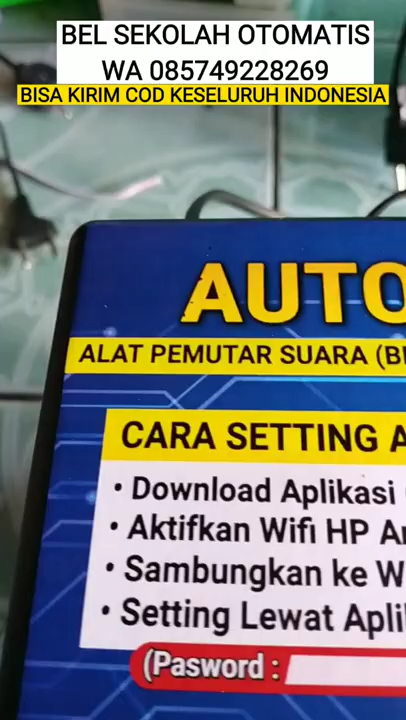 BEL SEKOLAH OTOMATIS
WA 085749228269
BISA KIRIM COD KESELURUH INDONESIA
AUTO
ALAT PEMUTAR SUARA (B
CARA SETTING A
• Download Aplikasi
• Aktifkan Wifi HP A
• Sambungkan ke W
• Setting Lewat Apli
(Pasword :